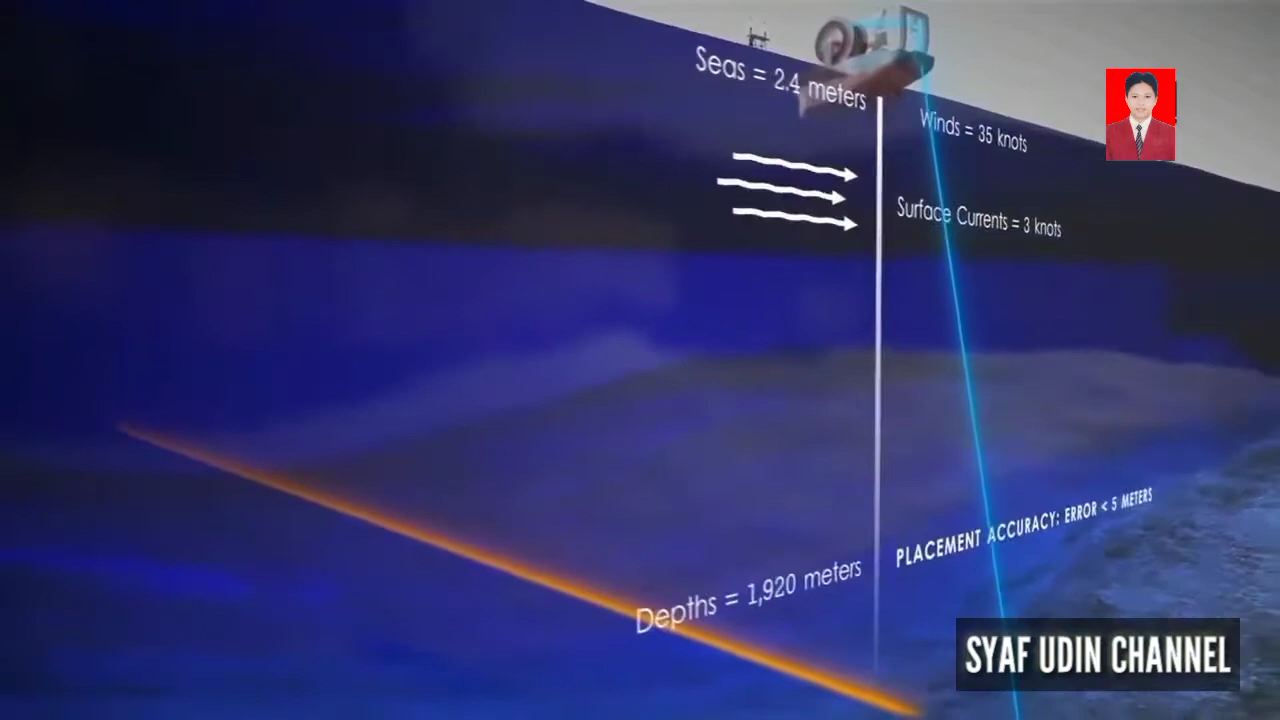 Seas = 2.4 meters
Winds = 35 knots
Surface Currents = 3 knots
PLACEMENT ACCURACY: ERROR < 5 METERS
Depths = 1,920 meters
SYAF UDIN CHANNEL